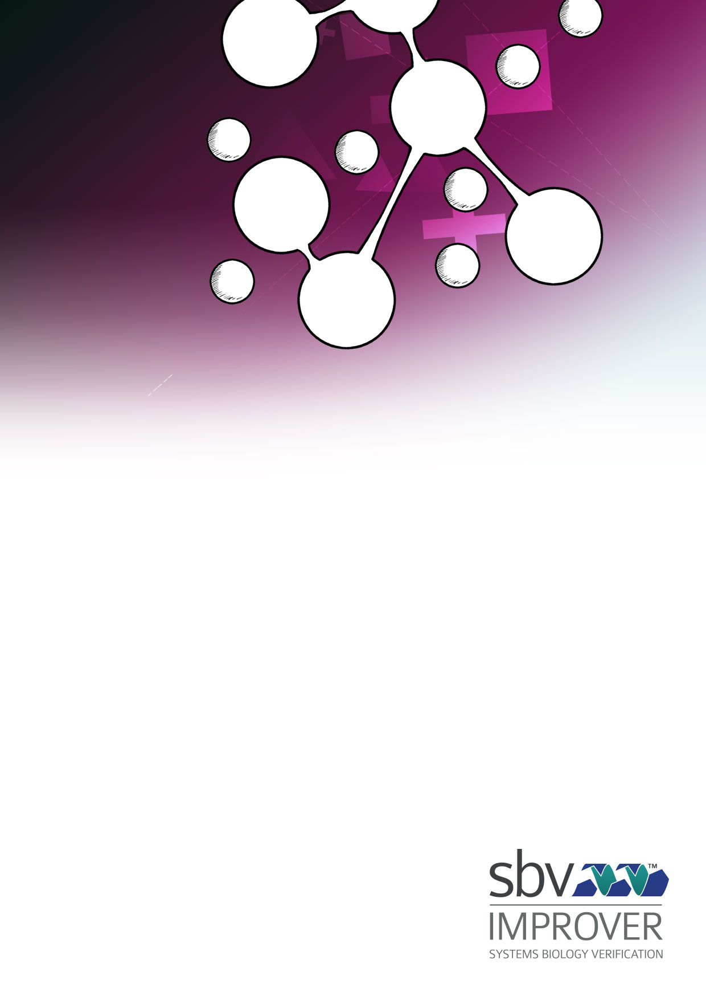 sbv ™
IMPROVER
SYSTEMS BIOLOGY VERIFICATION